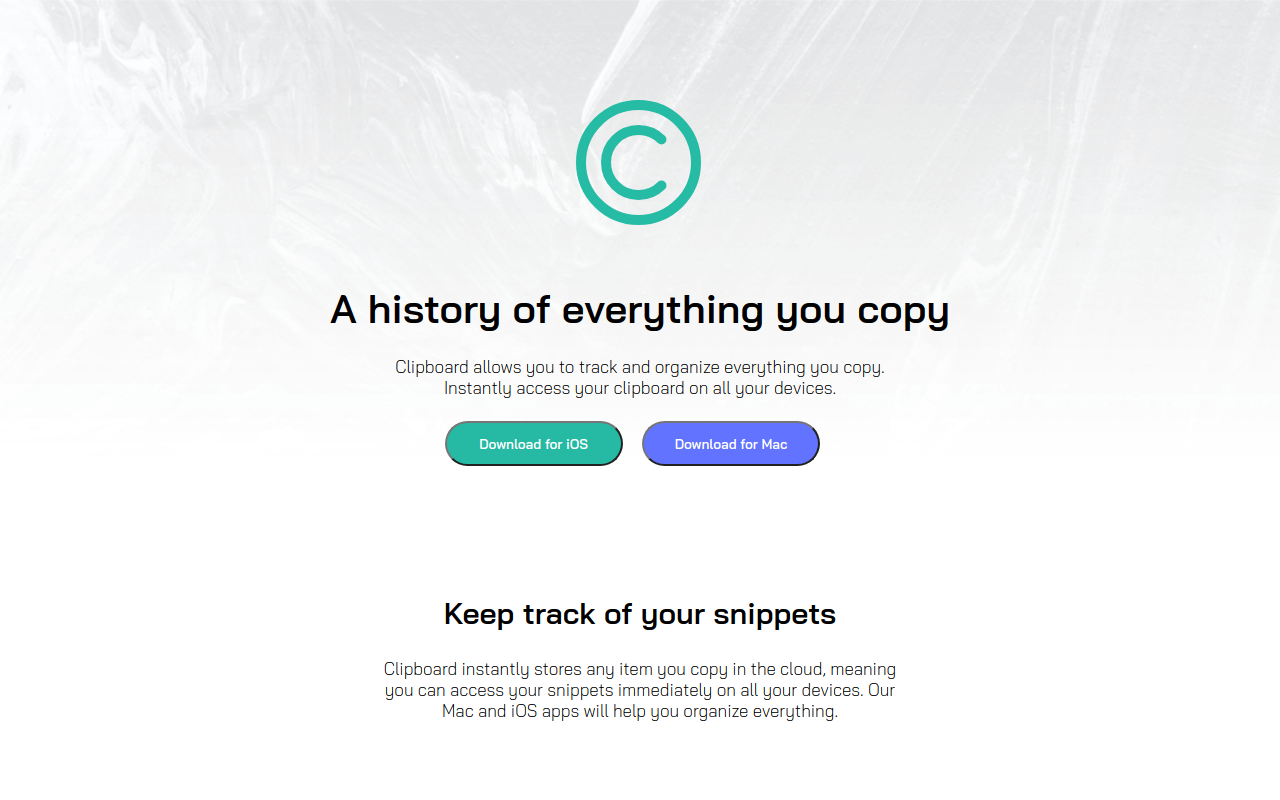 A history of everything you copy
Clipboard allows you to track and organize everything you copy.
Instantly access your clipboard on all your devices.
Download for iOS
Download for Mac
Keep track of your snippets
Clipboard instantly stores any item you copy in the cloud, meaning
you can access your snippets immediately on all your devices. Our
Mac and iOS apps will help you organize everything.